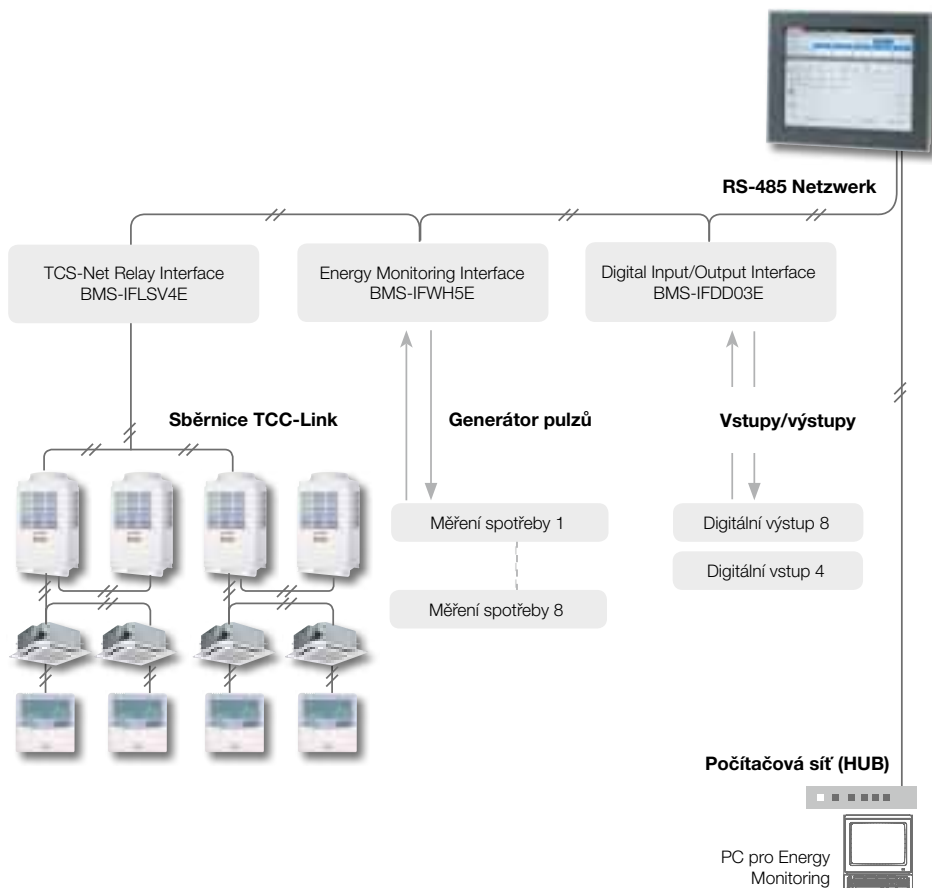 RS-485 Netzwerk
TCS-Net Relay Interface
BMS-IFLSV4E
Energy Monitoring Interface
BMS-IFWH5E
Digital Input/Output Interface
BMS-IFDD03E
Sběrnice TCC-Link
Generátor pulzů
Vstupy/výstupy
Měření spotřeby 1
Digitální výstup 8
Digitální vstup 4
Měření spotřeby 8
Počítačová síť (HUB)
PC pro Energy
Monitoring